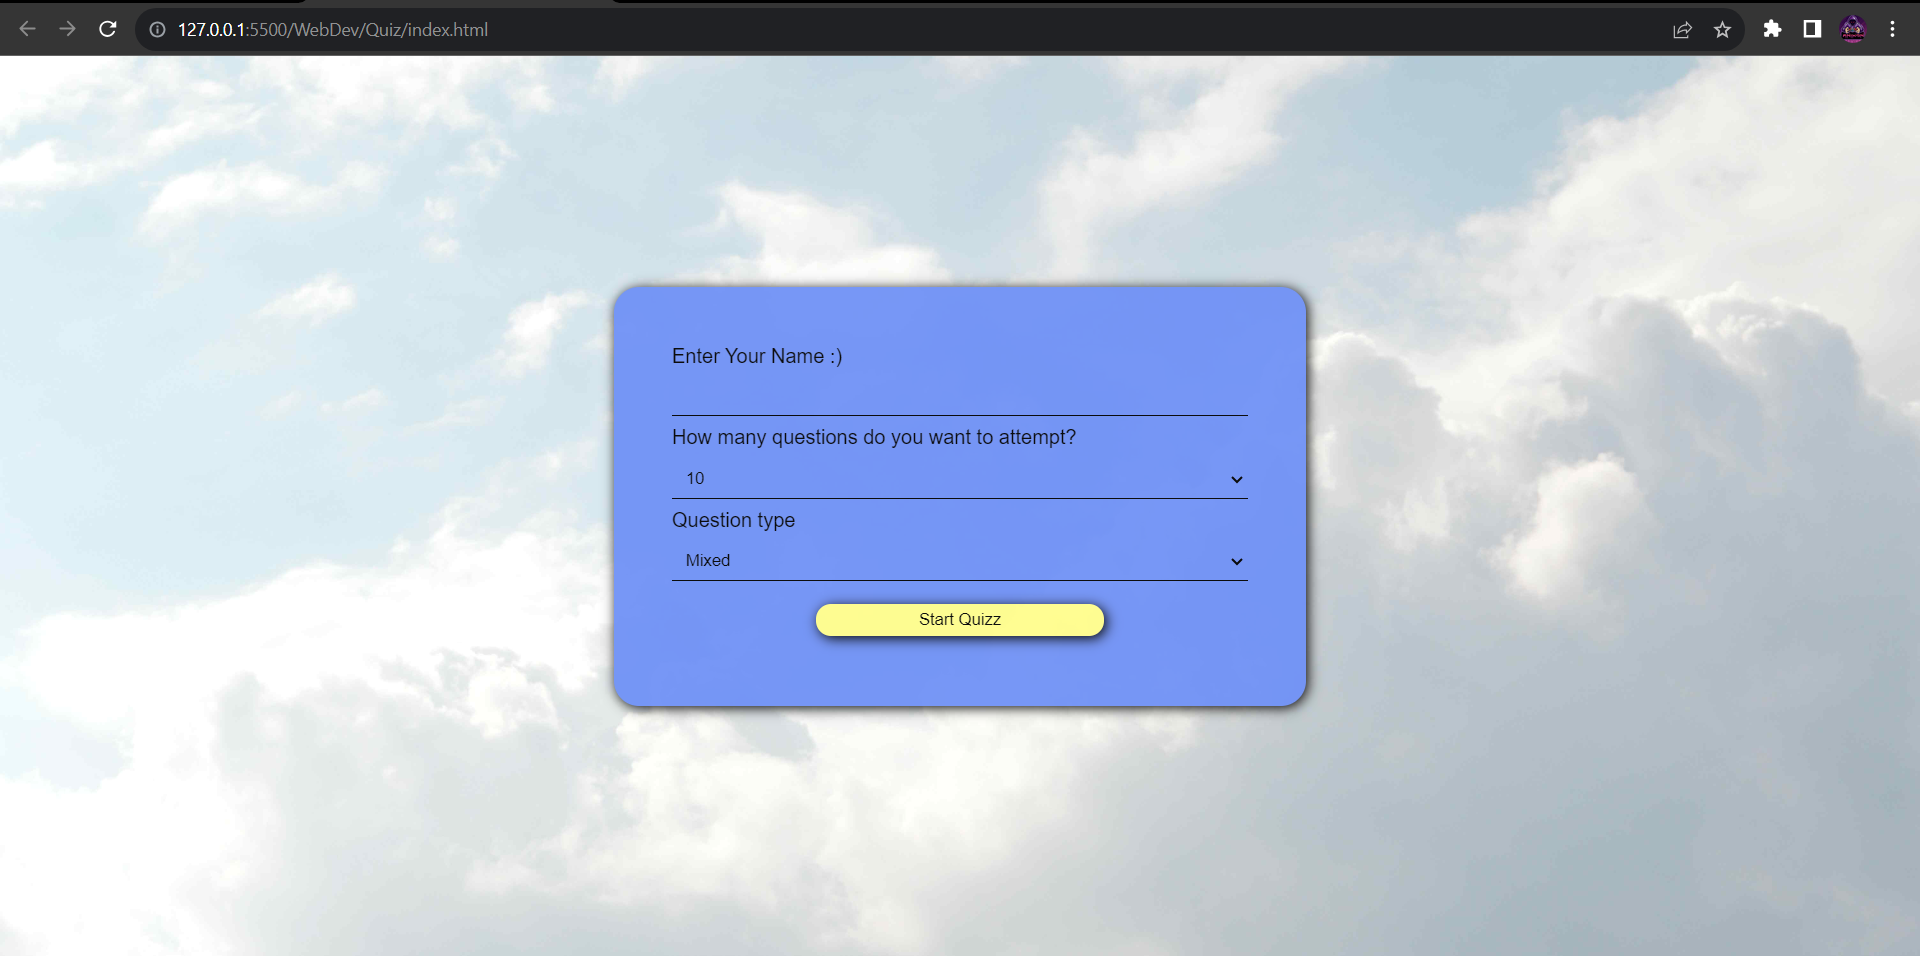 127.0.0.1:5500/WebDev/Quiz/index.html
Enter Your Name :)
How many questions do you want to attempt?
10
Question type
Mixed
Start Quizz